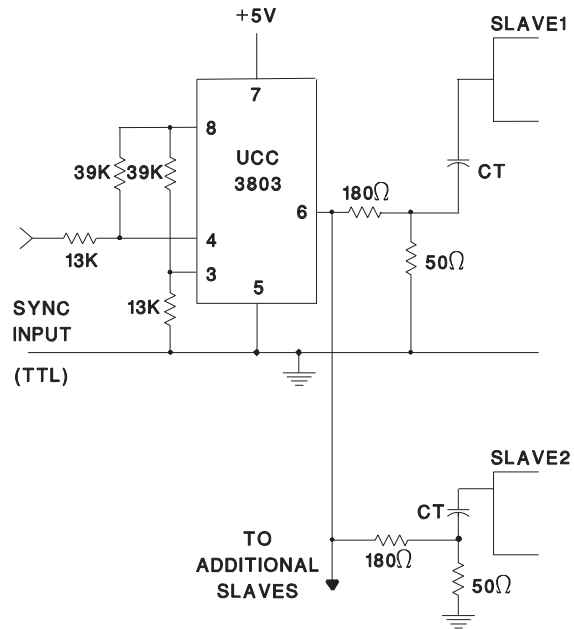 +5V
SLAVE1
7
8
UCC
3803
39K
39K
CT
180Ω
6
4
13K
3
50Ω
5
13K
SYNC
INPUT
(TTL)
SLAVE2
CT
TO
ADDITIONAL
SLAVES
180Ω
50Ω